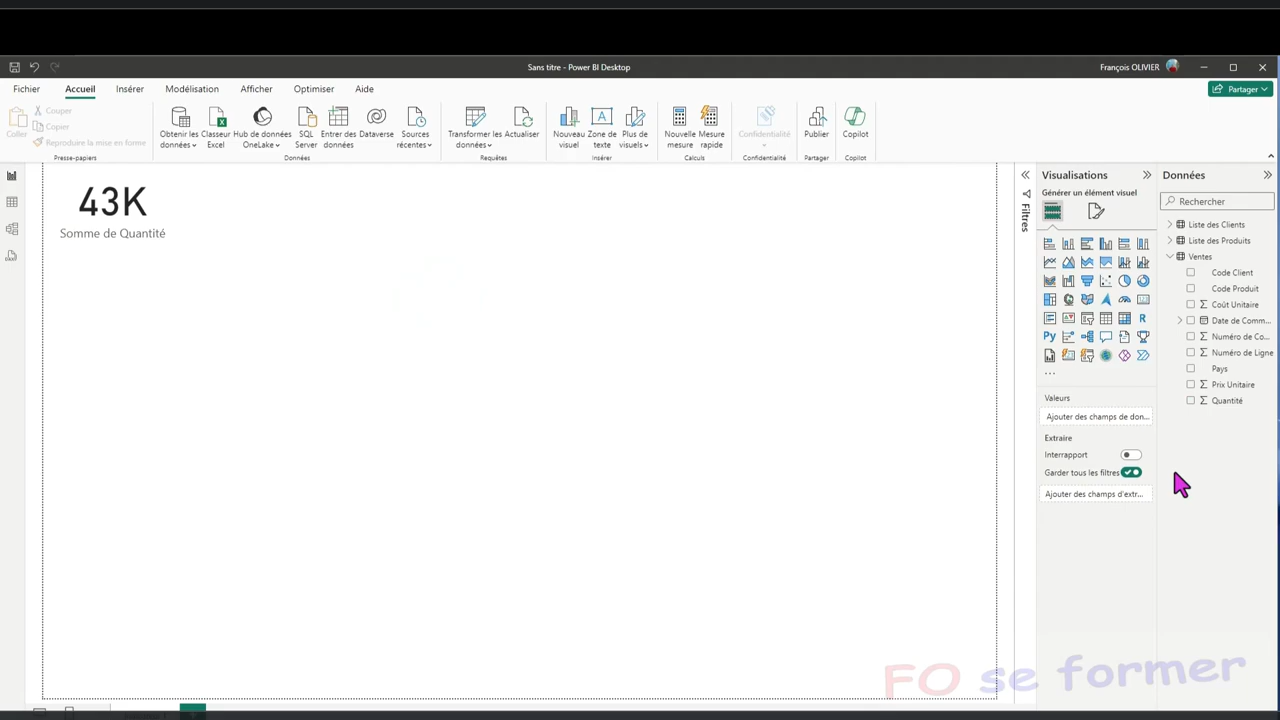 Sans titre - Power BI Desktop
François OLIVIER
Fichier
Accueil
Insérer
Modélisation
Afficher
Optimiser
Aide
Partager
Coller
Couper
Copier
Reproduire la mise en forme
Presse-papiers
Obtenir les données
Classeur Excel
Hub de données OneLake
SQL Server
Entrer des données
Dataverse
Sources récentes
Données
Transformer les données
Actualiser
Requêtes
Nouveau visuel
Zone de texte
Plus de visuels
Insérer
Nouvelle mesure
Mesure rapide
Calculs
Confidentialité
Confidentialité
Publier
Partager
Copilot
Copilot
43K
Somme de Quantité
Filtres
Visualisations
Générer un élément visuel
R
Py
...
Valeurs
Ajouter des champs de don...
Extraire
Interrapport
Garder tous les filtres
Ajouter des champs d'extr...
Données
Rechercher
Liste des Clients
Liste des Produits
Ventes
Code Client
Code Produit
Coût Unitaire
Date de Comm...
Numéro de Co...
Numéro de Ligne
Pays
Prix Unitaire
Quantité
FO se former